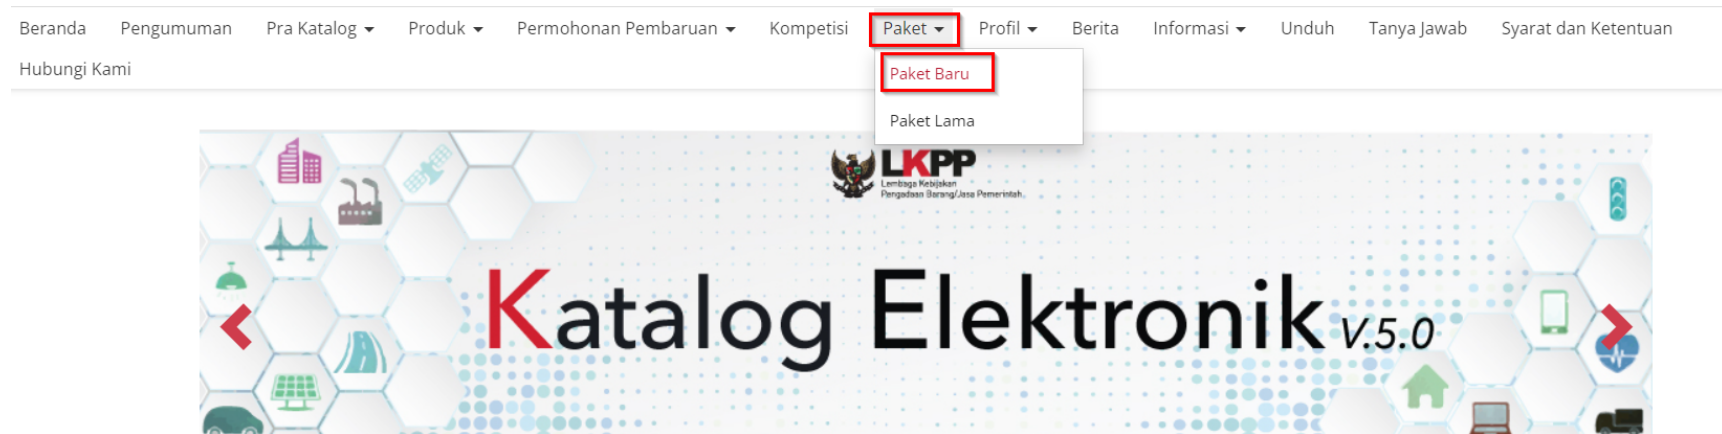 Beranda Pengumuman Pra Katalog Produk Permohonan Pembaruan Kompetisi Paket Profil Berita Informasi Unduh Tanya Jawab Syarat dan Ketentuan
Hubungi Kami
Paket Baru
Paket Lama
LKPP
Lembaga Kebijakan
Pengadaan Barang/Jasa Pemerintah
Katalog Elektronik V.5.0